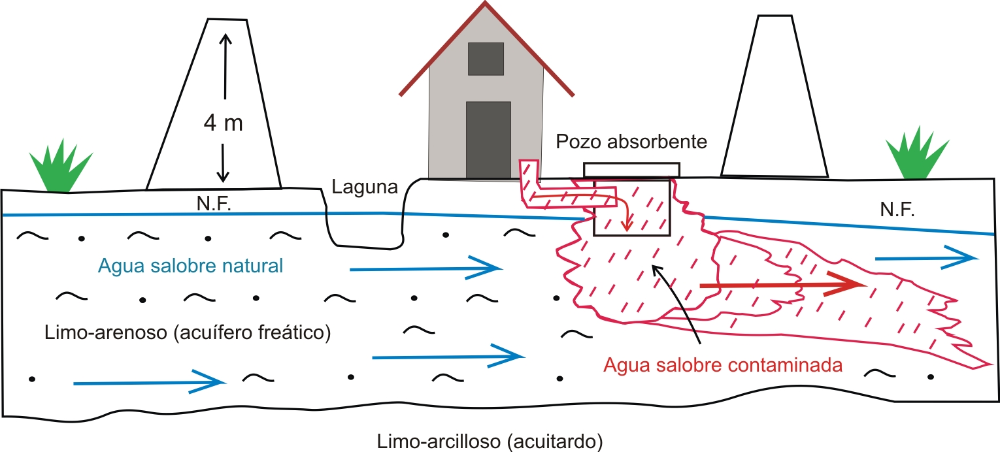 4 m
Pozo absorbente
Laguna
N.F.
N.F.
Agua salobre natural
Limo-arenoso (acuífero freático)
Agua salobre contaminada
Limo-arcilloso (acuitardo)